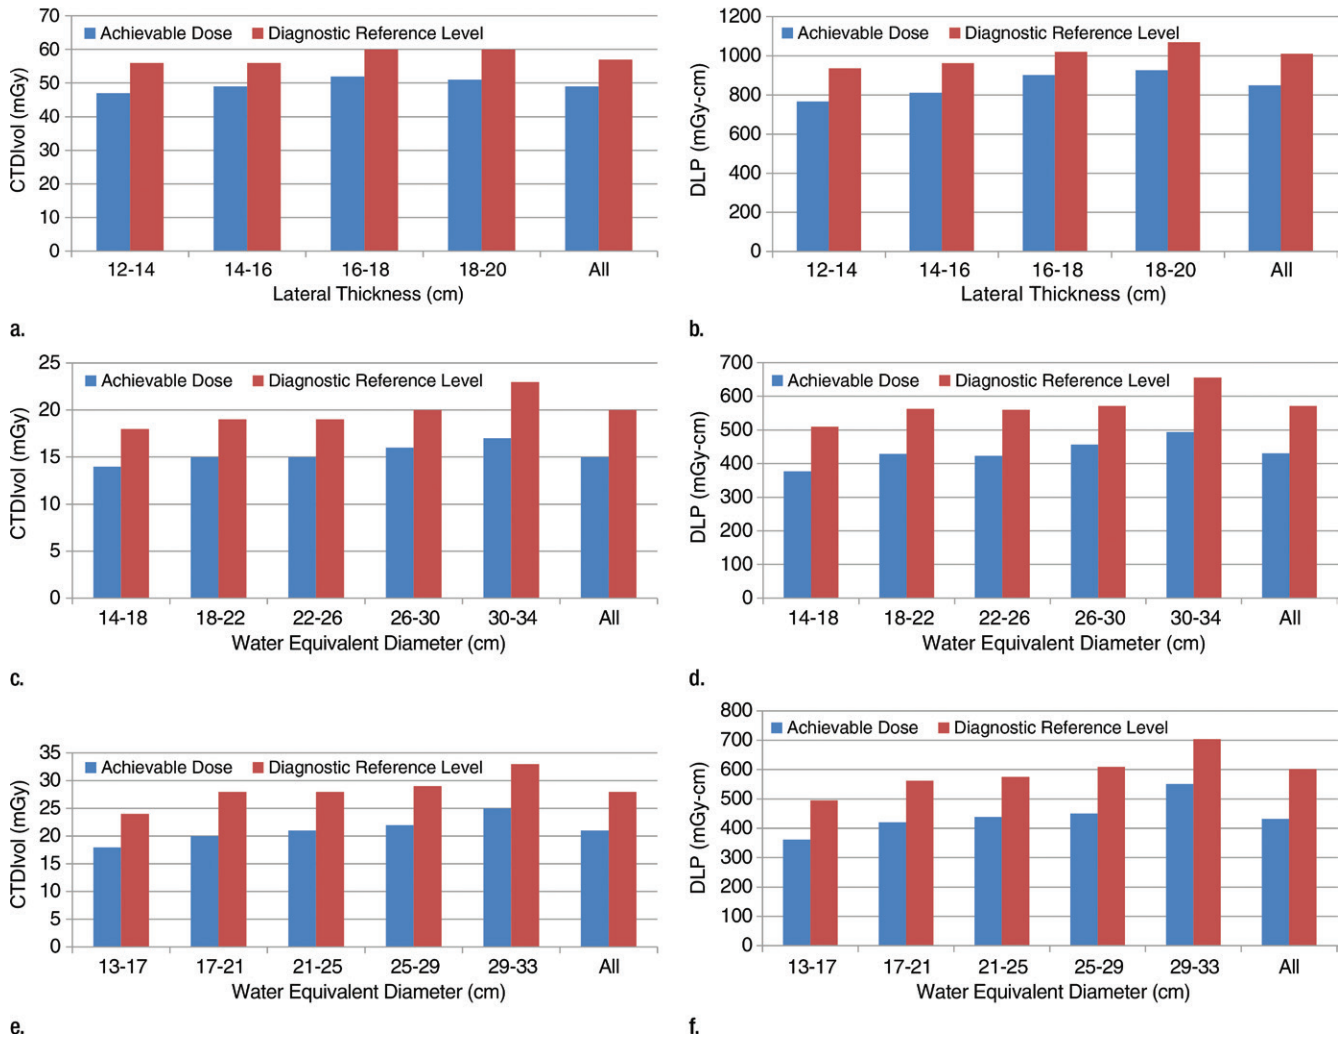 70
60
50
40
30
20
10
0
CTDIvol (mGy)
Achievable Dose Diagnostic Reference Level
12-14 14-16 16-18 18-20 All
Lateral Thickness (cm)
a.
1200
1000
800
600
400
200
0
DLP (mGy-cm)
Achievable Dose Diagnostic Reference Level
12-14 14-16 16-18 18-20 All
Lateral Thickness (cm)
b.
25
20
15
10
5
0
CTDIvol (mGy)
Achievable Dose Diagnostic Reference Level
14-18 18-22 22-26 26-30 30-34 All
Water Equivalent Diameter (cm)
c.
700
600
500
400
300
200
100
0
DLP (mGy-cm)
Achievable Dose Diagnostic Reference Level
14-18 18-22 22-26 26-30 30-34 All
Water Equivalent Diameter (cm)
d.
35
30
25
20
15
10
5
0
CTDIvol (mGy)
Achievable Dose Diagnostic Reference Level
13-17 17-21 21-25 25-29 29-33 All
Water Equivalent Diameter (cm)
e.
800
700
600
500
400
300
200
100
0
DLP (mGy-cm)
Achievable Dose Diagnostic Reference Level
13-17 17-21 21-25 25-29 29-33 All
Water Equivalent Diameter (cm)
f.